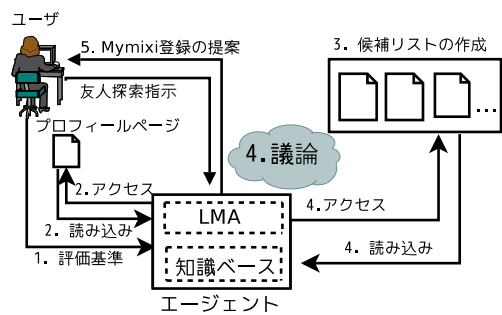 ユーザ
5. Mymixi登録の提案
友人探索指示
プロフィールページ
3. 候補リストの作成
...
4.議論
2.アクセス
2. 読み込み
1. 評価基準
LMA
知識ベース
エージェント
4.アクセス
4. 読み込み